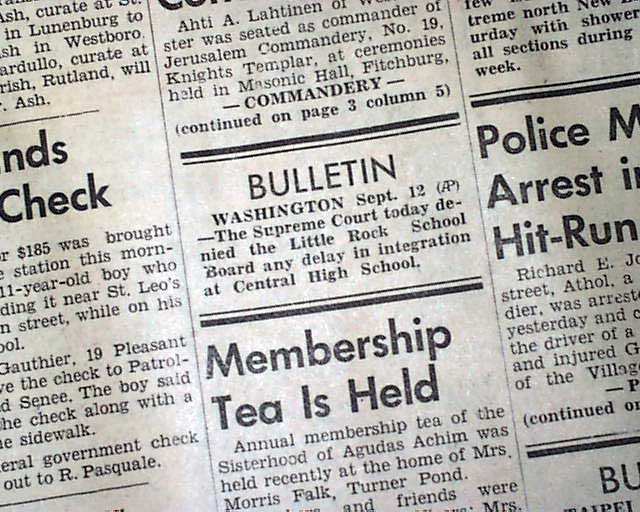 ash, curate at St.
in Lunenburg to
sh in Westboro,
ardullo, curate at
rish, Rutland, will
Ash.
nds
Check
r $185 was brought
e station this morn-
11-year-old boy who
ding it near St. Leo's
n street, while on his
ool.
Gauthier, 19 Pleasant
ve the check to Patrol-
d Senee. The boy said
he check along with a
e sidewalk.
eral government check
out to R. Pasquale.
Ahti A. Lahtinen of
ster was seated as commander of
Jerusalem Commandery, No. 19,
Knights Templar, at ceremonies
held in Masonic Hall, Fitchburg,
— COMMANDERY —
(continued on page 3 column 5)
BULLETIN
WASHINGTON Sept. 12 (AP)
—The Supreme Court today de-
nied the Little Rock School
Board any delay in integration
at Central High School.
Membership
Tea Is Held
Annual membership tea of the
Sisterhood of Agudas Achim was
held recently at the home of Mrs.
Morris Falk, Turner Pond.
and friends were
Mrs.
treme north New
urday with shower
all sections during
week.
Police M
Arrest in
Hit-Run
Richard E. Jo
street, Athol, a
dier, was arrest
yesterday and c
the driver of a
and injured G
of the Villag
(continued on
BU
TAIPEI